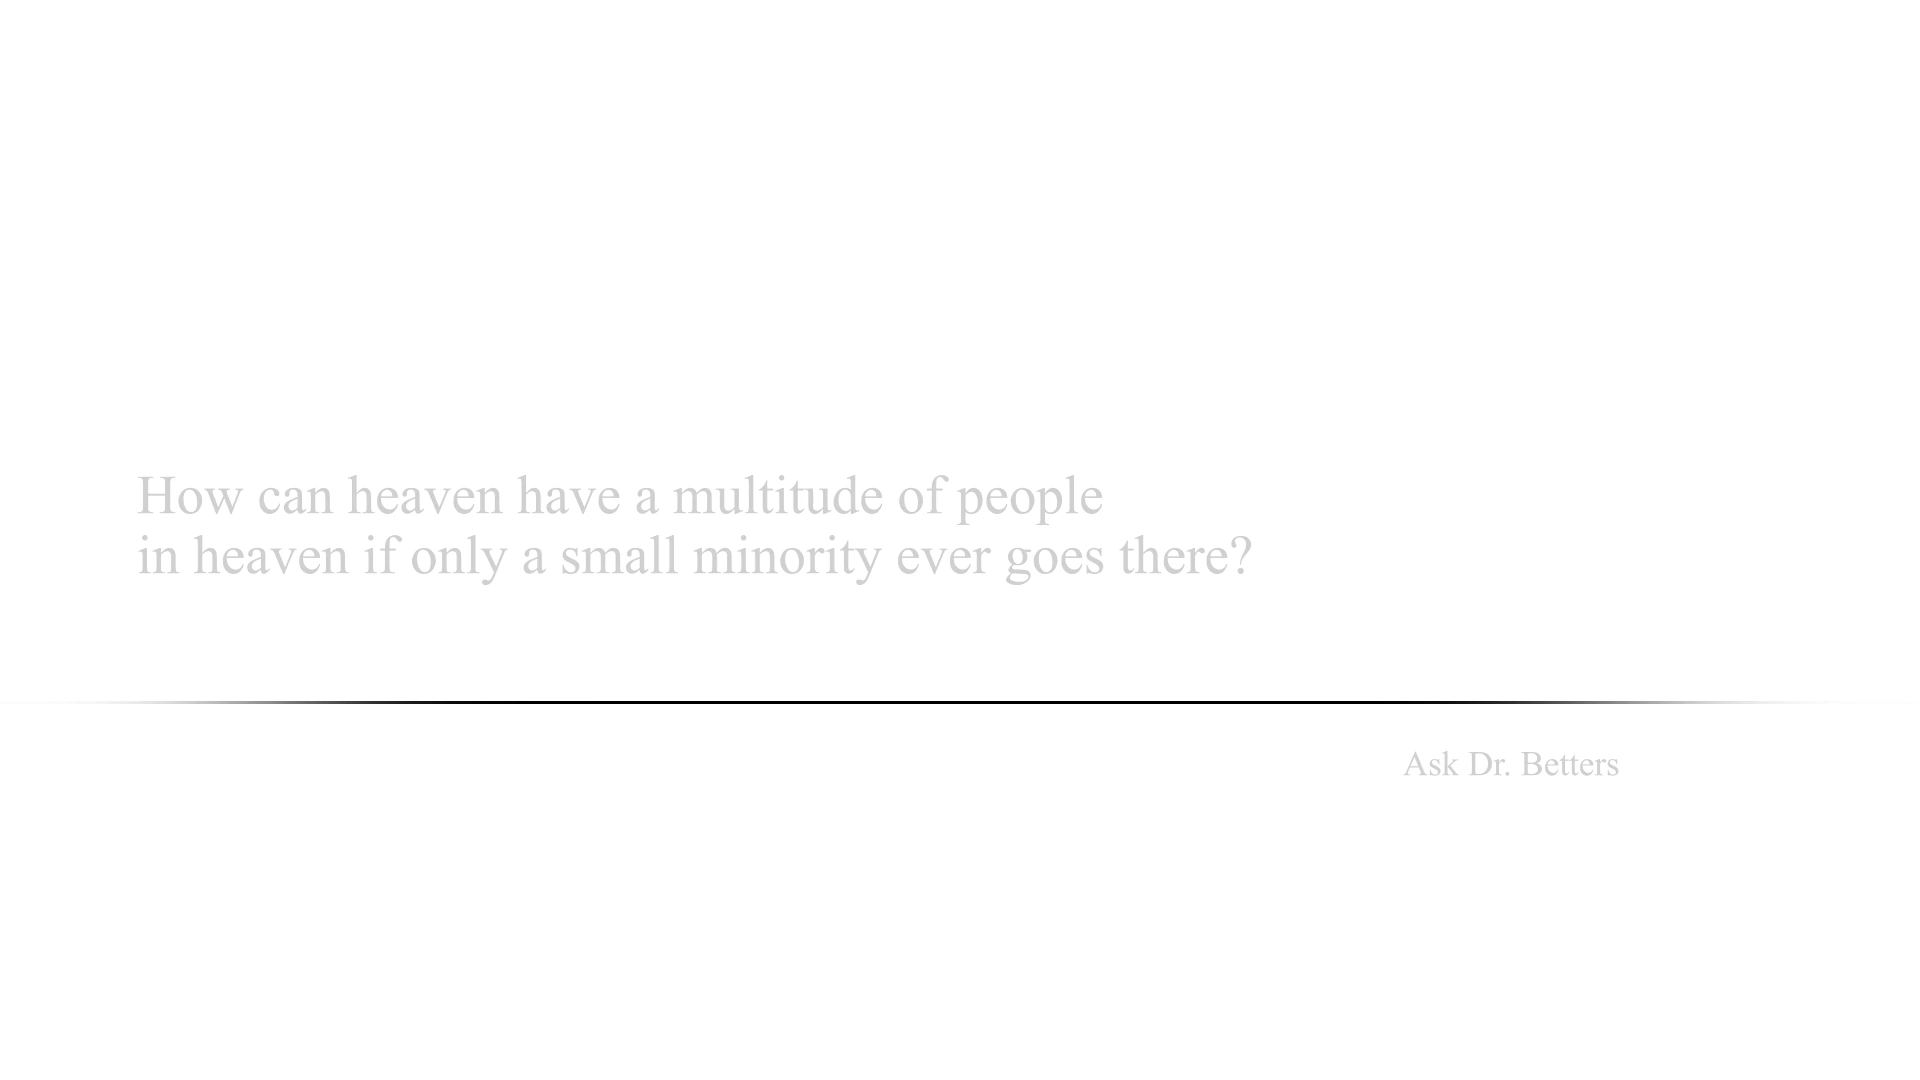 How can heaven have a multitude of people
in heaven if only a small minority ever goes there?
Ask Dr. Betters